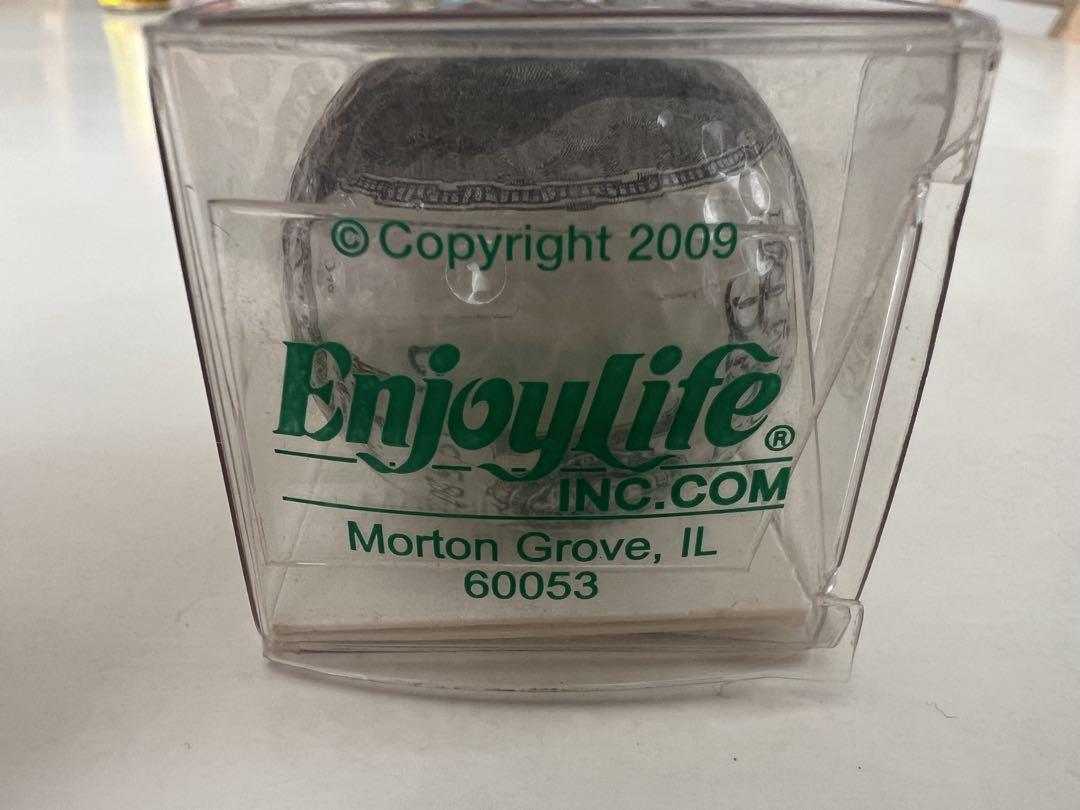 © Copyright 2009
EnjoyLife®
INC.COM
Morton Grove, IL
60053